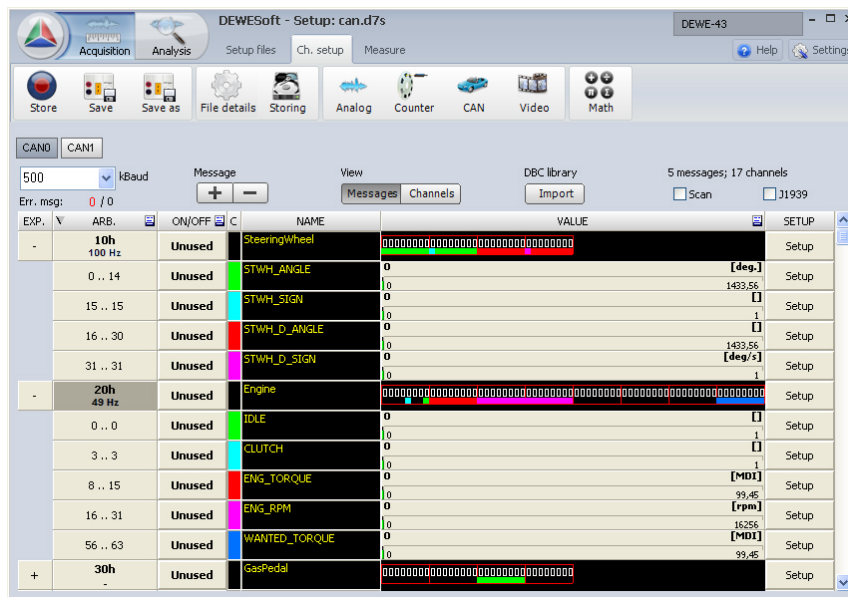 DEWESoft - Setup: can.d7s
DEWE-43
Acquisition Analysis Setup files Ch. setup Measure Help Settings
Store Save Save as File details Storing Analog Counter CAN Video Math
CAN0 CAN1
500 kBaud Message View DBC library 5 messages; 17 channels
+ - Messages Channels Import Scan J1939
Err. msg: 0 / 0
EXP. ARB. ON/OFF C NAME VALUE SETUP
- 10h Unused SteeringWheel 00000000000000000000000000000000 Setup
100 Hz
0 .. 14 Unused STWH_ANGLE 0 [deg.] Setup
0 1433,56
15 .. 15 Unused STWH_SIGN 0 [] Setup
0 1
16 .. 30 Unused STWH_D_ANGLE 0 [] Setup
0 1433,56
31 .. 31 Unused STWH_D_SIGN 0 [deg/s] Setup
0 1
- 20h Unused Engine 0000000000000000000000000000000000000000000000000000000000000000 Setup
49 Hz
0 .. 0 Unused IDLE 0 [] Setup
0 1
3 .. 3 Unused CLUTCH 0 [] Setup
0 1
8 .. 15 Unused ENG_TORQUE 0 [MDI] Setup
0 99,45
16 .. 31 Unused ENG_RPM 0 [rpm] Setup
0 16256
56 .. 63 Unused WANTED_TORQUE 0 [MDI] Setup
0 99,45
+ 30h Unused GasPedal 00000000000000000000000000000000 Setup
-